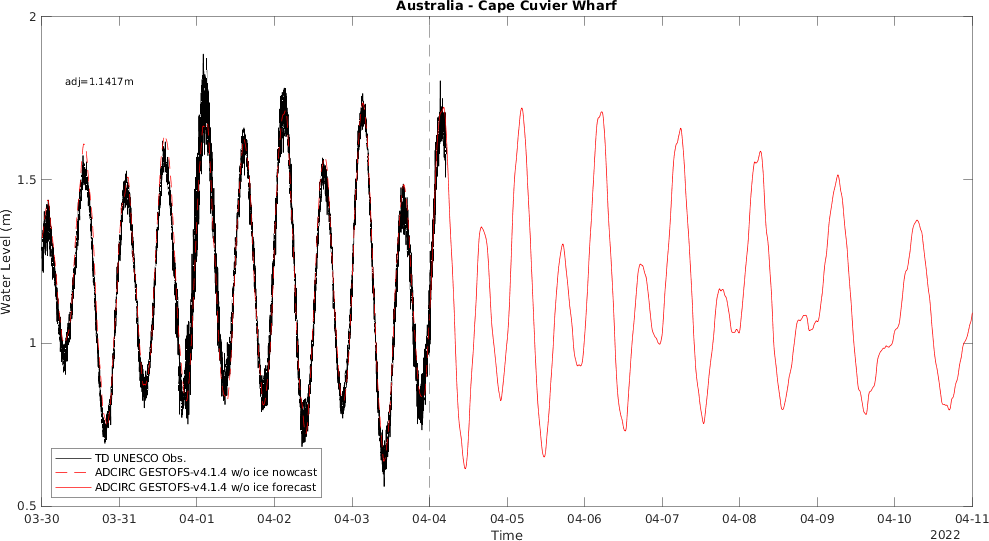 Australia - Cape Cuvier Wharf
2
adj=1.1417m
1.5
Water Level (m)
1
TD UNESCO Obs.
ADCIRC GESTOFS-v4.1.4 w/o ice nowcast
ADCIRC GESTOFS-v4.1.4 w/o ice forecast
0.5
03-30 03-31 04-01 04-02 04-03 04-04 04-05 04-06 04-07 04-08 04-09 04-10 04-11
Time
2022